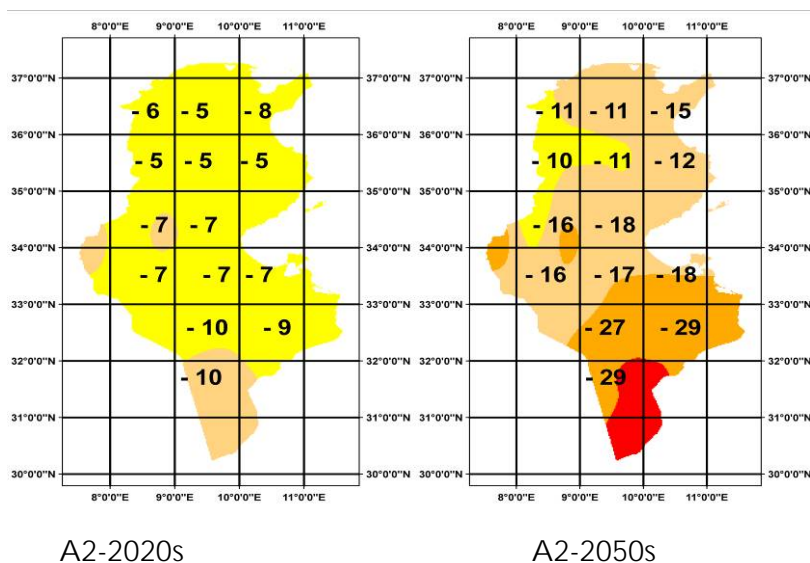 8°0'0"E 9°0'0"E 10°0'0"E 11°0'0"E
37°0'0"N 37°0'0"N
- 6 - 5 - 8
36°0'0"N 36°0'0"N
- 5 - 5 - 5
35°0'0"N 35°0'0"N
- 7 - 7
34°0'0"N 34°0'0"N
- 7 - 7 - 7
33°0'0"N 33°0'0"N
- 10 - 9
32°0'0"N 32°0'0"N
- 10
31°0'0"N 31°0'0"N
30°0'0"N 30°0'0"N
8°0'0"E 9°0'0"E 10°0'0"E 11°0'0"E
A2-2020s
8°0'0"E 9°0'0"E 10°0'0"E 11°0'0"E
37°0'0"N 37°0'0"N
- 11 - 11 - 15
36°0'0"N 36°0'0"N
- 10 - 11 - 12
35°0'0"N 35°0'0"N
- 16 - 18
34°0'0"N 34°0'0"N
- 16 - 17 - 18
33°0'0"N 33°0'0"N
- 27 - 29
32°0'0"N 32°0'0"N
- 29
31°0'0"N 31°0'0"N
30°0'0"N 30°0'0"N
8°0'0"E 9°0'0"E 10°0'0"E 11°0'0"E
A2-2050s